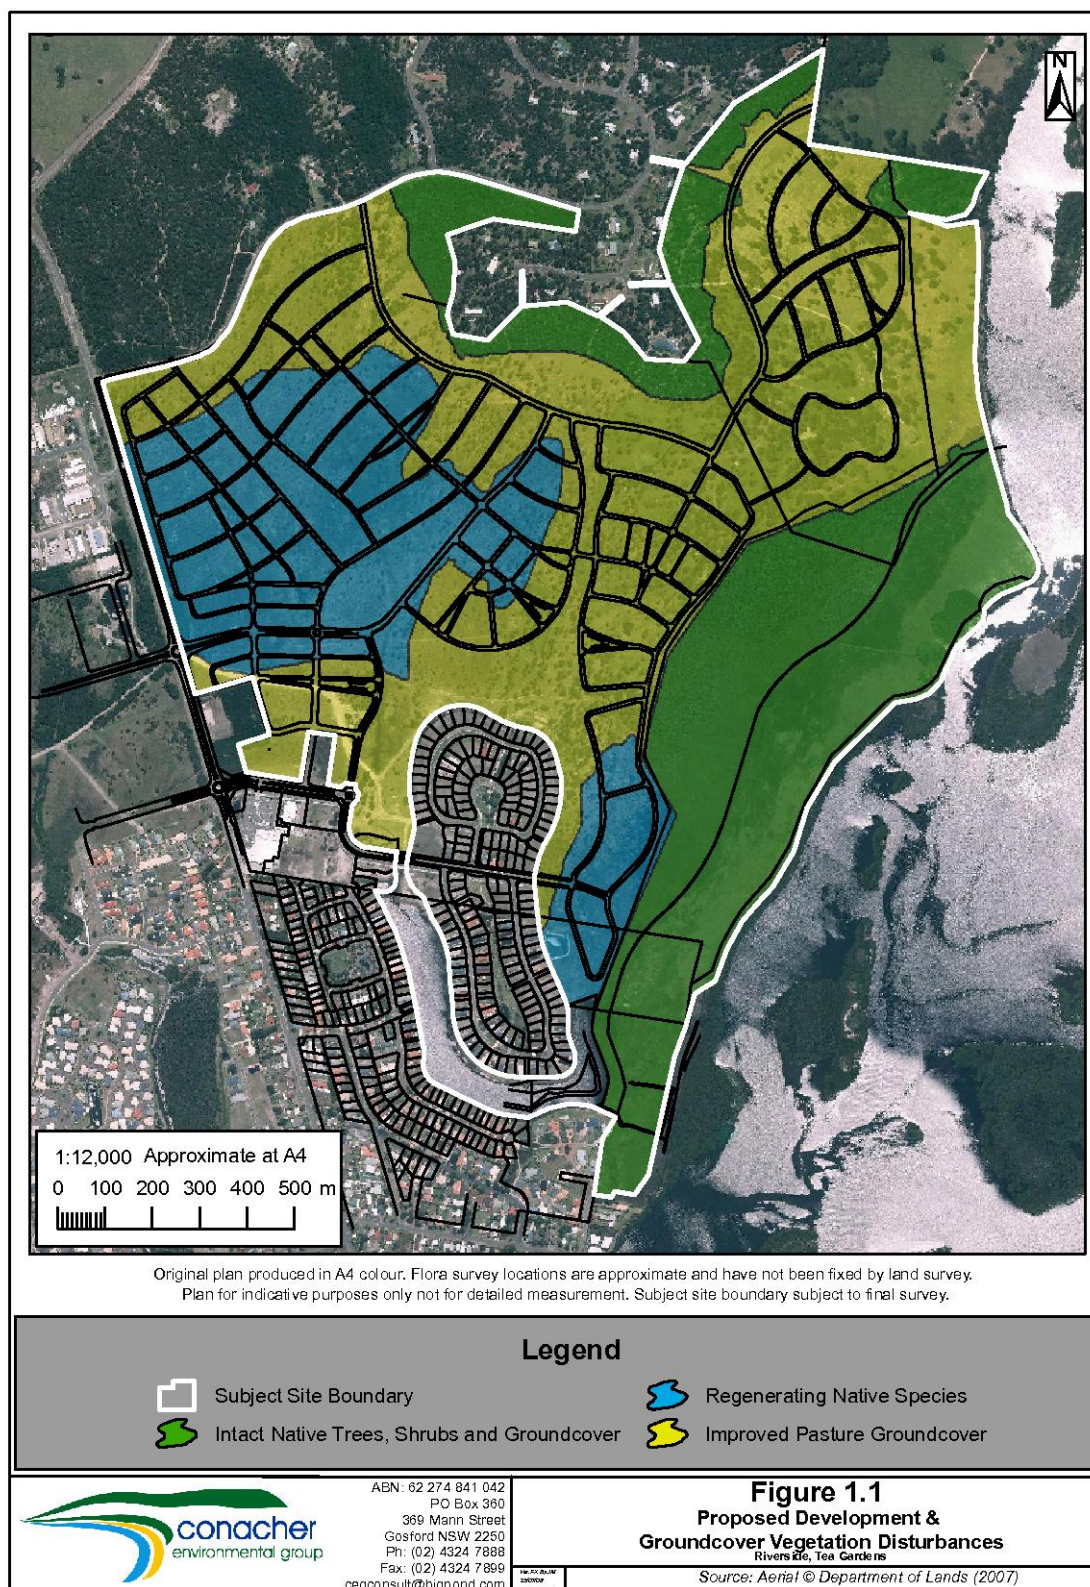 N
1:12,000 Approximate at A4
0 100 200 300 400 500 m
Original plan produced in A4 colour. Flora survey locations are approximate and have not been fixed by land survey.
Plan for indicative purposes only not for detailed measurement. Subject site boundary subject to final survey.
Legend
Subject Site Boundary
Regenerating Native Species
Intact Native Trees, Shrubs and Groundcover
Improved Pasture Groundcover
conacher
environmental group
ABN: 62 274 841 042
PO Box 360
369 Mann Street
Gosford NSW 2250
Ph: (02) 4324 7888
Fax: (02) 4324 7899
cegconsult@bigpond.com
Figure 1.1
Proposed Development &
Groundcover Vegetation Disturbances
Riverside, Tea Gardens
Source: Aerial © Department of Lands (2007)